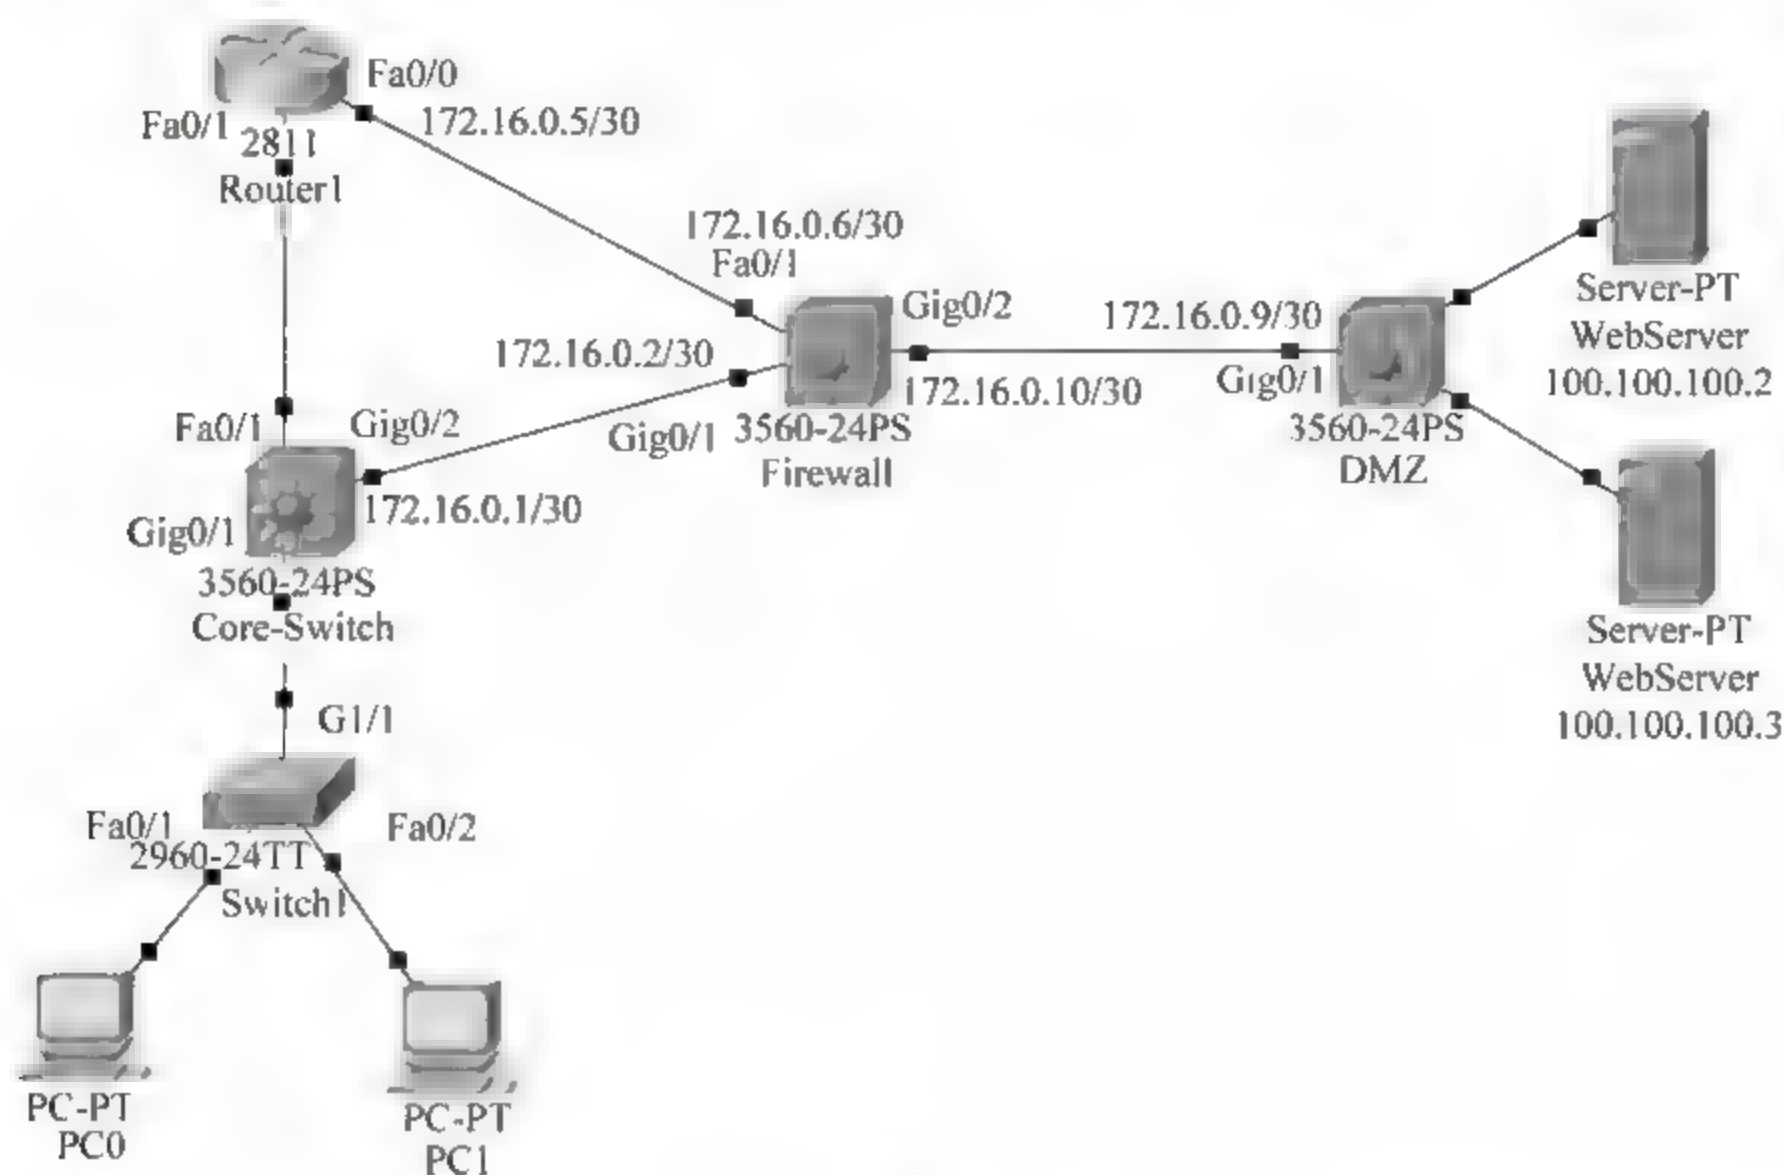 Fa0/0
172.16.0.5/30
Fa0/1
2811
Router1
172.16.0.6/30
Fa0/1
Gig0/2
172.16.0.9/30
172.16.0.2/30
172.16.0.10/30
Gig0/1
Gig0/1
3560-24PS
Firewall
3560-24PS
DMZ
Server-PT
WebServer
100.100.100.2
Fa0/1
Gig0/2
172.16.0.1/30
Gig0/1
3560-24PS
Core-Switch
Server-PT
WebServer
100.100.100.3
G1/1
Fa0/1
Fa0/2
2960-24TT
Switch1
PC-PT
PC0
PC-PT
PC1